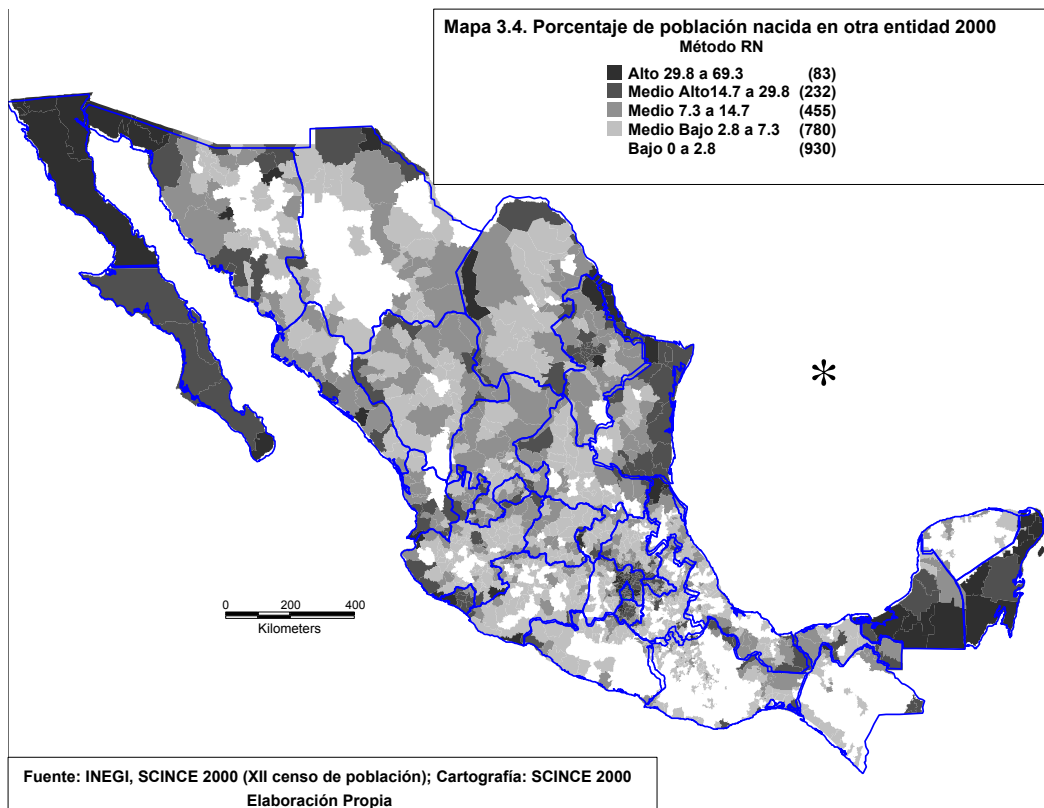 Mapa 3.4. Porcentaje de población nacida en otra entidad 2000
Método RN
Alto 29.8 a 69.3 (83)
Medio Alto14.7 a 29.8 (232)
Medio 7.3 a 14.7 (455)
Medio Bajo 2.8 a 7.3 (780)
Bajo 0 a 2.8 (930)
*
0 200 400
Kilometers
Fuente: INEGI, SCINCE 2000 (XII censo de población); Cartografía: SCINCE 2000
Elaboración Propia